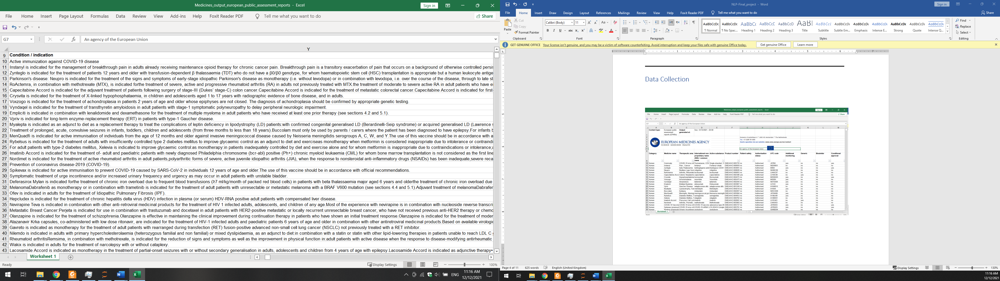 Medicines_output_european_public_assessment_reports - Excel
Sign in
File Home Insert Page Layout Formulas Data Review View Add-ins Help Foxit Reader PDF Tell me what you want to do Share
G7 fx An agency of the European Union
Y
9 Condition / indication
10 Active immunization against COVID-19 disease
11 Instanyl is indicated for the management of breakthrough pain in adults already receiving maintenance opioid therapy for chronic cancer pain. Breakthrough pain is a transitory exacerbation of pain that occurs on a background of otherwise controlled persis
12 Zynteglo is indicated for the treatment of patients 12 years and older with transfusion-dependent β thalassaemia (TDT) who do not have a β0/β0 genotype, for whom haematopoietic stem cell (HSC) transplantation is appropriate but a human leukocyte antige
13 Parkinson's disease: Neupro is indicated for the treatment of the signs and symptoms of early-stage idiopathic Parkinson's disease as monotherapy (i.e. without levodopa) or in combination with levodopa, i.e. over the course of the disease, through to late st
14 RoActemra, in combination with methotrexate (MTX), is indicated forthe treatment of severe, active and progressive rheumatoid arthritis (RA) in adults not previously treated with MTX.the treatment of moderate to severe active RA in adult patients who have e
15 Capecitabine Accord is indicated for the adjuvant treatment of patients following surgery of stage-III (Dukes' stage-C) colon cancer.Capecitabine Accord is indicated for the treatment of metastatic colorectal cancer.Capecitabine Accord is indicated for first-
16 Crysvita is indicated for the treatment of X-linked hypophosphataemia, in children and adolescents aged 1 to 17 years with radiographic evidence of bone disease, and in adults.
17 Voxzogo is indicated for the treatment of achondroplasia in patients 2 years of age and older whose epiphyses are not closed. The diagnosis of achondroplasia should be confirmed by appropriate genetic testing.
18 Vyndaqel is indicated for the treatment of transthyretin amyloidosis in adult patients with stage-1 symptomatic polyneuropathy to delay peripheral neurologic impairment.
19 Empliciti is indicated in combination with lenalidomide and dexamethasone for the treatment of multiple myeloma in adult patients who have received at least one prior therapy (see sections 4.2 and 5.1).
20 Vpriv is indicated for long-term enzyme-replacement therapy (ERT) in patients with type-1 Gaucher disease.
21 Myalepta is indicated as an adjunct to diet as a replacement therapy to treat the complications of leptin deficiency in lipodystrophy (LD) patients:with confirmed congenital generalised LD (Berardinelli-Seip syndrome) or acquired generalised LD (Lawrence s
22 Treatment of prolonged, acute, convulsive seizures in infants, toddlers, children and adolescents (from three months to less than 18 years).Buccolam must only be used by parents / carers where the patient has been diagnosed to have epilepsy.For infants b
23 MenQuadfi is indicated for active immunisation of individuals from the age of 12 months and older against invasive meningococcal disease caused by Neisseria meningitidis serogroups A, C, W, and Y.The use of this vaccine should be in accordance with a
24 Rybelsus is indicated for the treatment of adults with insufficiently controlled type 2 diabetes mellitus to improve glycaemic control as an adjunct to diet and exerciseas monotherapy when metformin is considered inappropriate due to intolerance or contraindi
25 For adult patients with type-2 diabetes mellitus, Xelevia is indicated to improve glycaemic control:as monotherapy:in patients inadequately controlled by diet and exercise alone and for whom metformin is inappropriate due to contraindications or intolerance;a
26 Imatinib Accord is indicated for the treatment of- adult and paediatric patients with newly diagnosed Philadelphia chromosome (bcr-abl) positive (Ph+) chronic myeloid leukaemia (CML) for whom bone marrow transplantation is not considered as the first line
27 Nordimet is indicated for the treatment of:active rheumatoid arthritis in adult patients,polyarthritic forms of severe, active juvenile idiopathic arthritis (JIA), when the response to nonsteroidal anti-inflammatory drugs (NSAIDs) has been inadequate,severe reca
28 Prevention of coronavirus disease-2019 (COVID-19).
29 Spikevax is indicated for active immunisation to prevent COVID-19 caused by SARS-CoV-2 in individuals 12 years of age and older.The use of this vaccine should be in accordance with official recommendations.
30 Symptomatic treatment of urge incontinence and/or increased urinary frequency and urgency as may occur in adult patients with unstable bladder.
31 Deferasirox Mylan is indicated forthe treatment of chronic iron overload due to frequent blood transfusions (≥7 ml/kg/month of packed red blood cells) in patients with beta thalassaemia major aged 6 years and olderthe treatment of chronic iron overload due
32 MelanomaDabrafenib as monotherapy or in combination with trametinib is indicated for the treatment of adult patients with unresectable or metastatic melanoma with a BRAF V600 mutation (see sections 4.4 and 5.1).Adjuvant treatment of melanomaDabrafen
33 Ofev is indicated in adults for the treatment of Idiopathic Pulmonary Fibrosis (IPF).
34 Hepcludex is indicated for the treatment of chronic hepatitis delta virus (HDV) infection in plasma (or serum) HDV-RNA positive adult patients with compensated liver disease.
35 Nevirapine Teva is indicated in combination with other anti-retroviral medicinal products for the treatment of HIV 1 infected adults, adolescents, and children of any age.Most of the experience with nevirapine is in combination with nucleoside reverse transcri
36 Metastatic Breast Cancer:Perjeta is indicated for use in combination with trastuzumab and docetaxel in adult patients with HER2-positive metastatic or locally recurrent unresectable breast cancer, who have not received previous anti-HER2 therapy or chemo
37 Olanzapine is indicated for the treatment of schizophrenia.Olanzapine is effective in maintaining the clinical improvement during continuation therapy in patients who have shown an initial treatment response.Olanzapine is indicated for the treatment of moder
38 Atazanavir Krka capsules, co-administered with low dose ritonavir, are indicated for the treatment of HIV-1 infected adults and paediatric patients 6 years of age and older in combination with other antiretroviral medicinal products.Based on available virologic
39 Gavreto is indicated as monotherapy for the treatment of adult patients with rearranged during transfection (RET) fusion-positive advanced non-small cell lung cancer (NSCLC) not previously treated with a RET inhibitor.
40 Nilemdo is indicated in adults with primary hypercholesterolaemia (heterozygous familial and non familial) or mixed dyslipidaemia, as an adjunct to diet:in combination with a statin or statin with other lipid-lowering therapies in patients unable to reach LDL C
41 Rheumatoid arthritisRemsima, in combination with methotrexate, is indicated for the reduction of signs and symptoms as well as the improvement in physical function in:adult patients with active disease when the response to disease-modifying antirheumatic
42 Wakix is indicated in adults for the treatment of narcolepsy with or without cataplexy.
43 Lacosamide Accord is indicated as monotherapy in the treatment of partial-onset seizures with or without secondary generalisation in adults, adolescents and children from 4 years of age with epilepsy.Lacosamide Accord is indicated as adjunctive therapy•
Worksheet 1
Ready Display Settings 100%
ENG 11:16 AM
12/12/2021
NLP-Final_project - Word
Sign in
File Home Insert Draw Design Layout References Mailings Review View Help Foxit Reader PDF Tell me what you want to do Share
Paste Cut Copy Format Painter
Calibri (Body) 11
¶ Normal ¶ No Spac... Heading 1 Heading 2 Heading 3 Title Subtitle Subtle Em... Emphasis Intense E... Strong Quote Intense Q...
Find Replace Select
Clipboard Font Paragraph Styles Editing
GET GENUINE OFFICE Your license isn't genuine, and you may be a victim of software counterfeiting. Avoid interruption and keep your files safe with genuine Office today. Get genuine Office Learn more
Data Collection
EUROPEAN MEDICINES AGENCY
SCIENCE MEDICINES HEALTH
An agency of the European Union
Category Medicine name Therapeutic area International non-proprietary name (INN) / common name Active substance Product number Patient safety Authorisation status ATC code Additional monitoring Generic Biosimilar Conditional approval
Worksheet 1
Page 4 of 11 625 words English (United Kingdom) Display Settings 130%
11:16 AM
12/12/2021